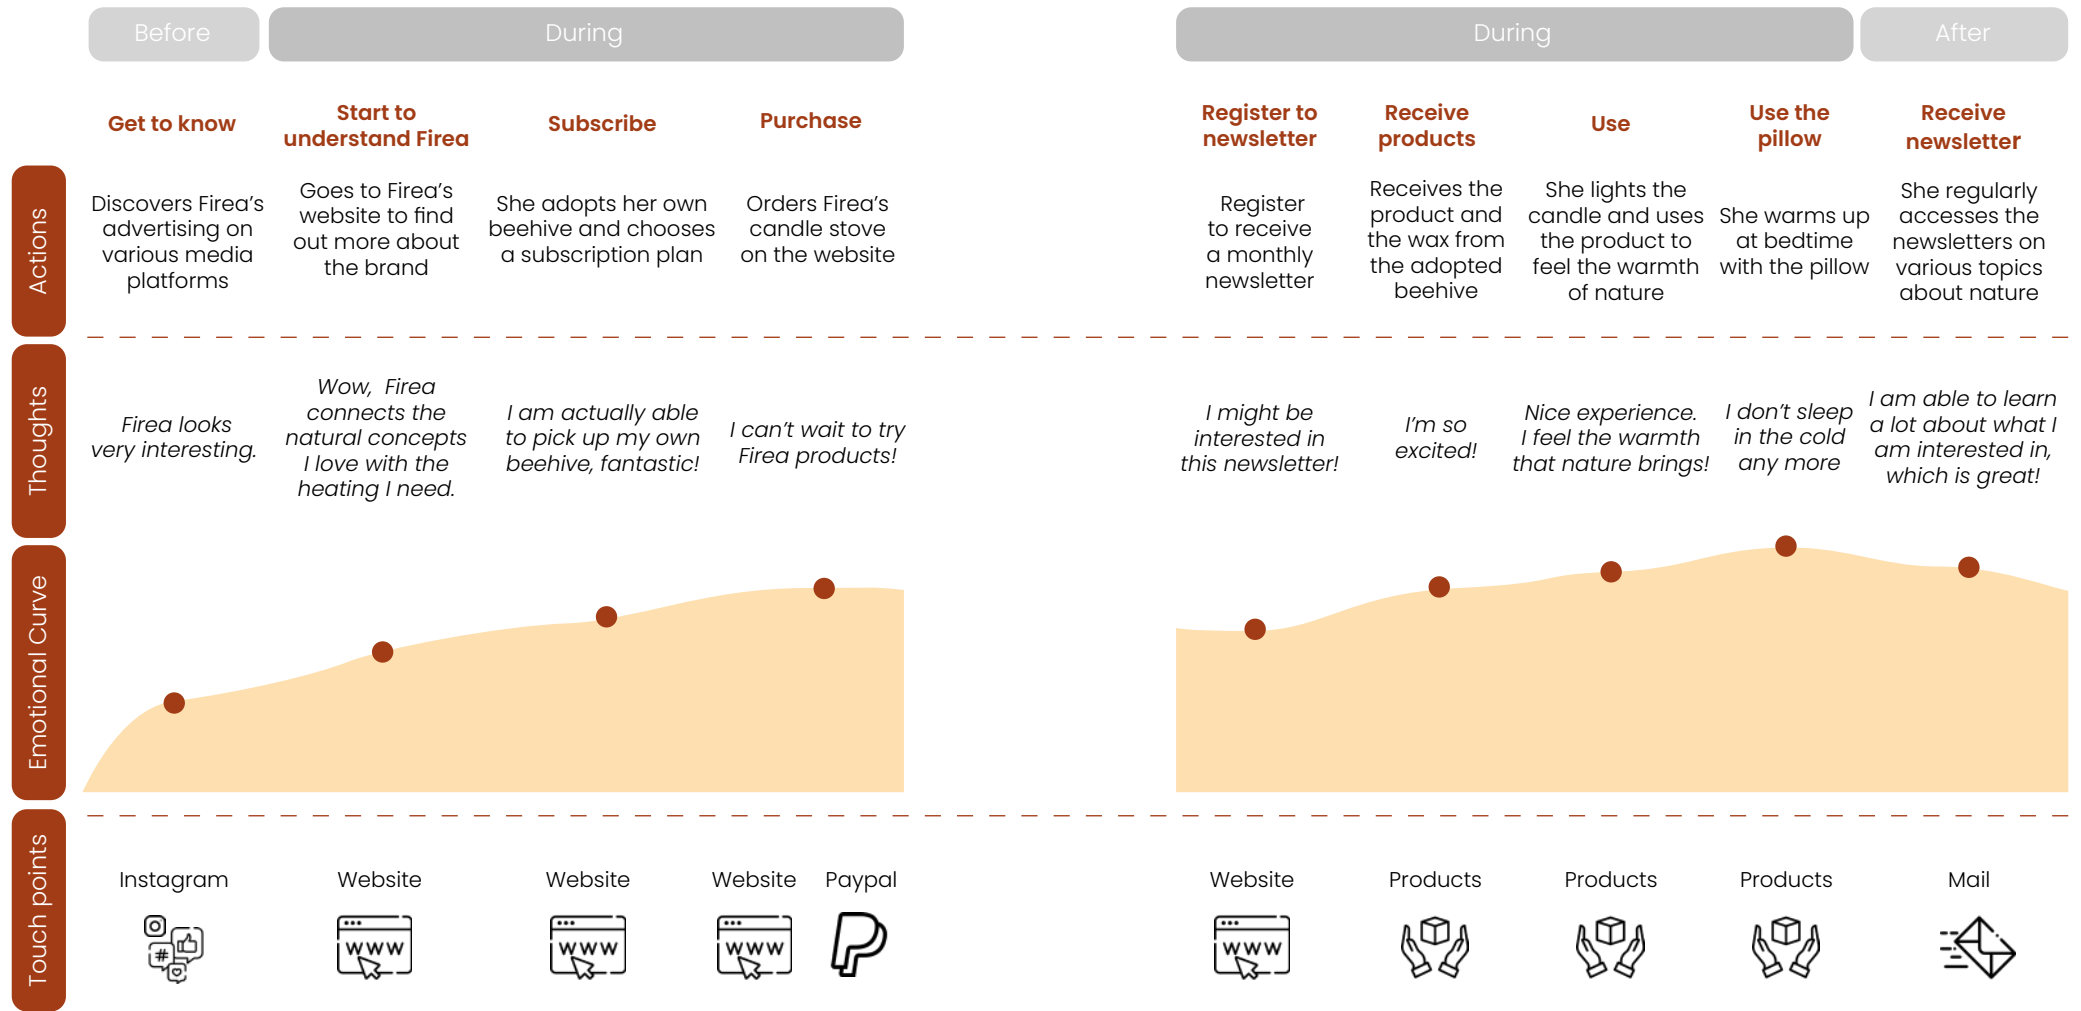 Before
During
During
After
Get to know
Start to
understand Firea
Subscribe
Purchase
Register to
newsletter
Receive
products
Use
Use the
pillow
Receive
newsletter
Actions
Discovers Firea’s
advertising on
various media
platforms
Goes to Firea’s
website to find
out more about
the brand
She adopts her own
beehive and chooses
a subscription plan
Orders Firea’s
candle stove
on the website
Register
to receive
a monthly
newsletter
Receives the
product and
the wax from
the adopted
beehive
She lights the
candle and uses
the product to
feel the warmth
of nature
She warms up
at bedtime
with the pillow
She regularly
accesses the
newsletters on
various topics
about nature
Thoughts
Firea looks
very interesting.
Wow, Firea
connects the
natural concepts
I love with the
heating I need.
I am actually able
to pick up my own
beehive, fantastic!
I can’t wait to try
Firea products!
I might be
interested in
this newsletter!
I’m so
excited!
Nice experience.
I feel the warmth
that nature brings!
I don’t sleep
in the cold
any more
I am able to learn
a lot about what I
am interested in,
which is great!
Emotional Curve
Touch points
Instagram
Website
Website
Website
Paypal
Website
Products
Products
Products
Mail
#
WWW
WWW
WWW
WWW